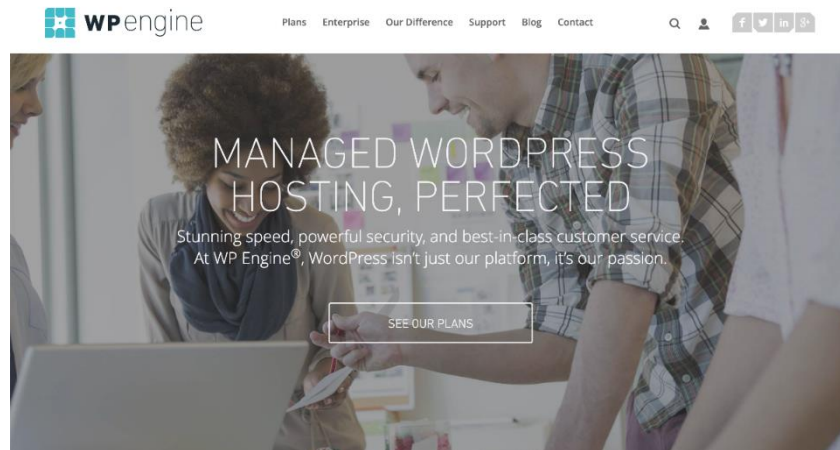 WPengine
Plans Enterprise Our Difference Support Blog Contact
MANAGED WORDPRESS
HOSTING, PERFECTED
Stunning speed, powerful security, and best-in-class customer service.
At WP Engine®, WordPress isn't just our platform, it's our passion.
SEE OUR PLANS